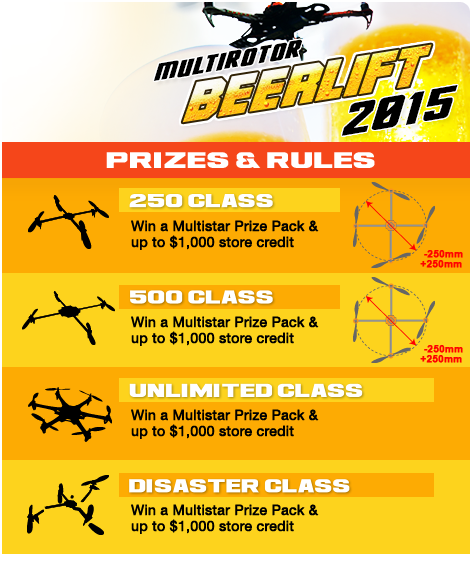 MULTIROTOR
BEERLIFT
2015
PRIZES & RULES
250 CLASS
Win a Multistar Prize Pack &
up to $1,000 store credit
-250mm
+250mm
500 CLASS
Win a Multistar Prize Pack &
up to $1,000 store credit
-250mm
+250mm
UNLIMITED CLASS
Win a Multistar Prize Pack &
up to $1,000 store credit
DISASTER CLASS
Win a Multistar Prize Pack &
up to $1,000 store credit